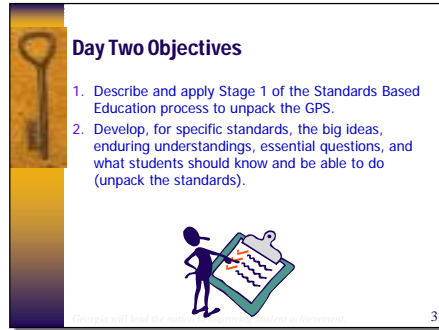 Day Two Objectives
1. Describe and apply Stage 1 of the Standards Based
Education process to unpack the GPS.
2. Develop, for specific standards, the big ideas,
enduring understandings, essential questions, and
what students should know and be able to do
(unpack the standards).
Georgia will lead the nation in improving student achievement.
3